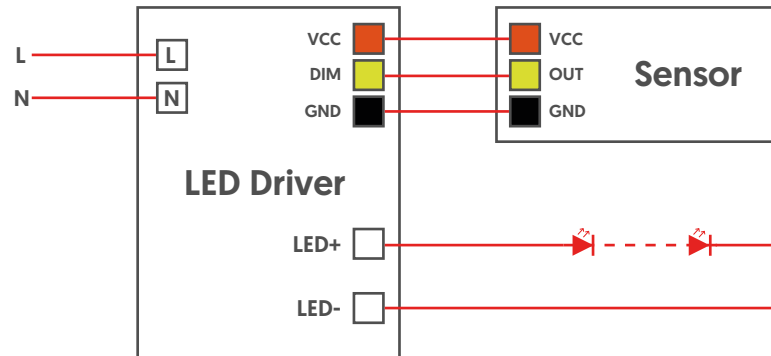 L
L
N
N
VCC
DIM
GND
LED Driver
LED+
LED-
VCC
OUT
GND
Sensor